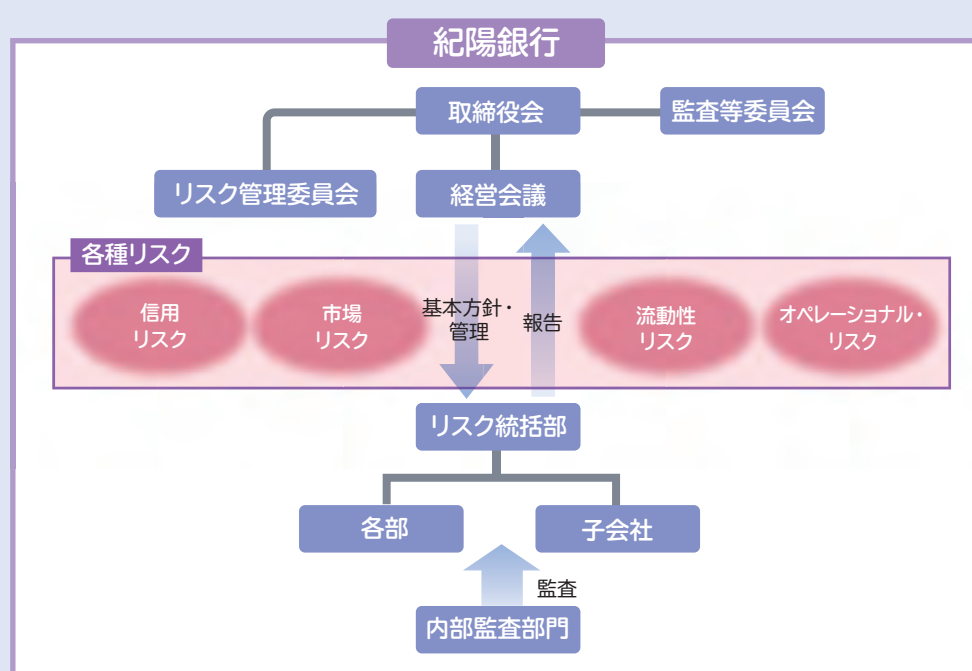 紀陽銀行
取締役会
監査等委員会
リスク管理委員会
経営会議
各種リスク
信用
リスク
市場
リスク
基本方針・
管理
報告
流動性
リスク
オペレーショナル・
リスク
リスク統括部
各部
子会社
監査
内部監査部門